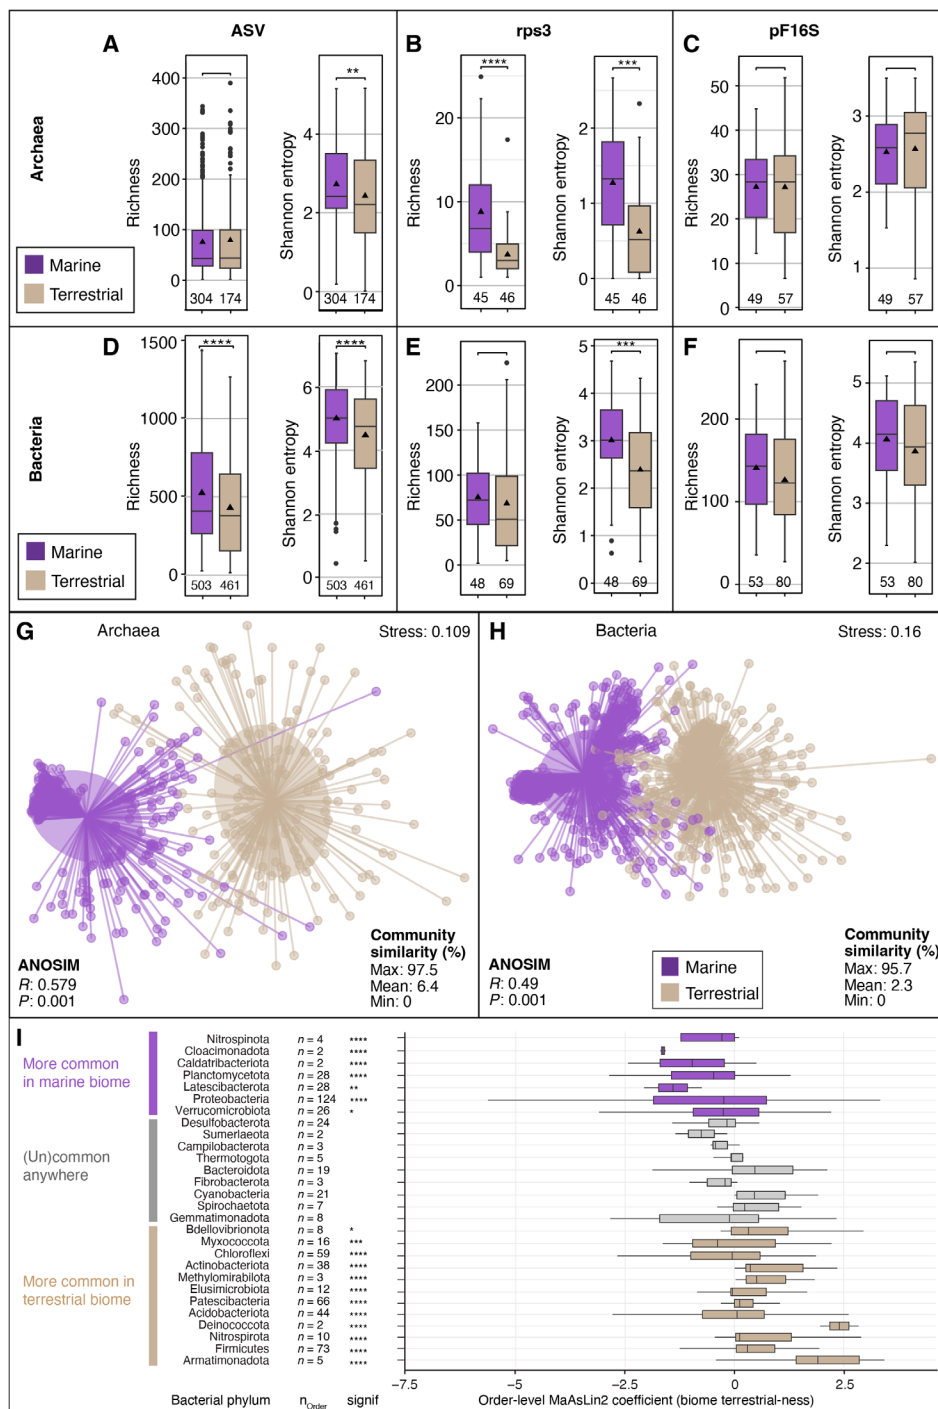 ASV
rps3
pF16S
Archaea
A
Richness
400
300
200
100
0
304 174
Shannon entropy
**
4
2
0
304 174
B
Richness
****
20
10
0
45 46
Shannon entropy
***
2
1
0
45 46
C
Richness
50
40
30
20
10
0
49 57
Shannon entropy
3
2
1
49 57
Marine
Terrestrial
Bacteria
D
Richness
****
1500
1000
500
0
503 461
Shannon entropy
****
6
4
2
0
503 461
E
Richness
200
150
100
50
0
48 69
Shannon entropy
***
5
4
3
2
1
0
48 69
F
Richness
200
100
0
53 80
Shannon entropy
5
4
3
2
53 80
Marine
Terrestrial
G
Archaea
Stress: 0.109
ANOSIM
R: 0.579
P: 0.001
Community
similarity (%)
Max: 97.5
Mean: 6.4
Min: 0
H
Bacteria
Stress: 0.16
ANOSIM
R: 0.49
P: 0.001
Marine
Terrestrial
Community
similarity (%)
Max: 95.7
Mean: 2.3
Min: 0
I
More common
in marine biome
(Un)common
anywhere
More common in
terrestrial biome
Nitrospinota n = 4 ****
Cloacimonadota n = 2 ****
Caldatribacteriota n = 2 ****
Planctomycetota n = 28 ****
Latescibacterota n = 28 **
Proteobacteria n = 124 ****
Verrucomicrobiota n = 26 *
Desulfobacterota n = 24
Sumerlaeota n = 2
Campilobacterota n = 3
Thermotogota n = 5
Bacteroidota n = 19
Fibrobacterota n = 3
Cyanobacteria n = 21
Spirochaetota n = 7
Gemmatimonadota n = 8
Bdellovibrionota n = 8 *
Myxococcota n = 16 ***
Chloroflexi n = 59 ****
Actinobacteriota n = 38 ****
Methylomirabilota n = 3 ****
Elusimicrobiota n = 12 ****
Patescibacteria n = 66 ****
Acidobacteriota n = 44 ****
Deinococcota n = 2 ****
Nitrospirota n = 10 ****
Firmicutes n = 73 ****
Armatimonadota n = 5 ****
Bacterial phylum nOrder signif
-7.5 -5 -2.5 0 2.5
Order-level MaAsLin2 coefficient (biome terrestrial-ness)